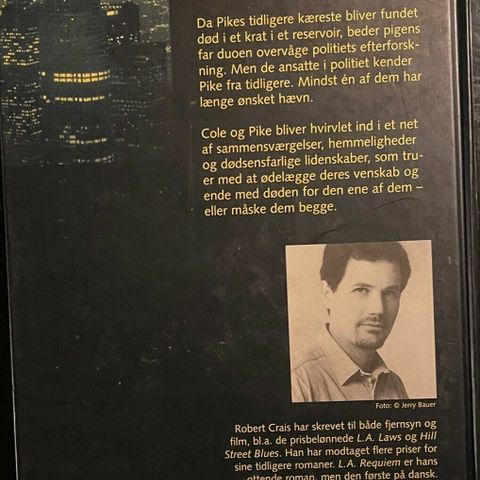 Da Pikes tidligere kæreste bliver fundet
død i et krat i et reservoir, beder pigens
far duoen overvåge politiets efterforsk-
ning. Men de ansatte i politiet kender
Pike fra tidligere. Mindst én af dem har
længe ønsket hævn.
Cole og Pike bliver hvirvlet ind i et net
af sammensværgelser, hemmeligheder
og dødsensfarlige lidenskaber, som tru-
er med at ødelægge deres venskab og
ende med døden for den ene af dem –
eller måske dem begge.
Foto: © Jerry Bauer
Robert Crais har skrevet til både fjernsyn og
film, bl.a. de prisbelønnede L.A. Laws og Hill
Street Blues. Han har modtaget flere priser for
sine tidligere romaner. L.A. Requiem er hans
ottende roman, men den første på dansk.